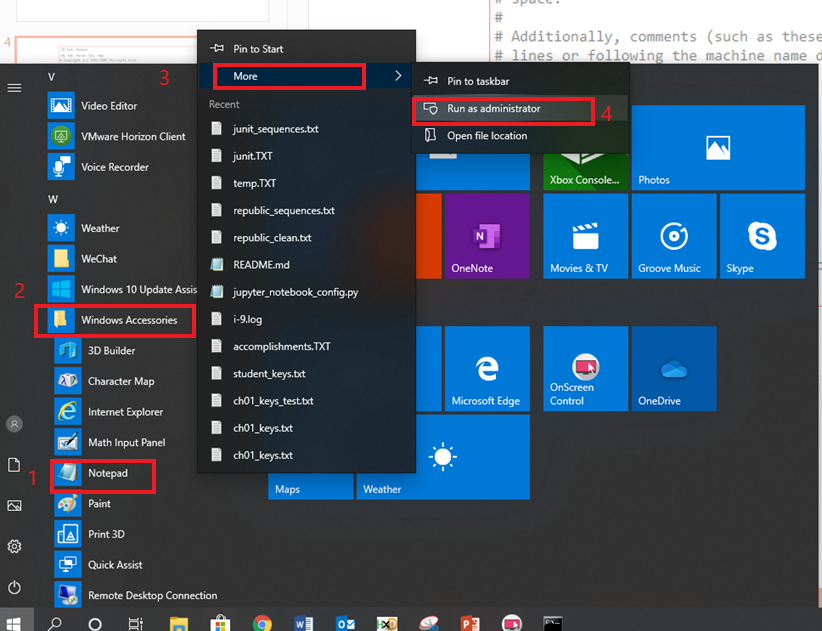 # space.
#
# Additionally, comments (such as these
# lines or following the machine name d
4
3
V
Video Editor
VMware Horizon Client
Voice Recorder
W
Weather
WeChat
Windows 10 Update Assis
2
Windows Accessories
3D Builder
Character Map
Internet Explorer
Math Input Panel
1
Notepad
Paint
Print 3D
Quick Assist
Remote Desktop Connection
Pin to Start
More
Recent
junit_sequences.txt
junit.TXT
temp.TXT
republic_sequences.txt
republic_clean.txt
README.md
jupyter_notebook_config.py
i-9.log
accomplishments.TXT
student_keys.txt
ch01_keys_test.txt
ch01_keys.txt
ch01_keys.txt
Pin to taskbar
Run as administrator
4
Open file location
Xbox Console...
Photos
OneNote
Movies & TV
Groove Music
Skype
Microsoft Edge
OnScreen
Control
OneDrive
Maps
Weather